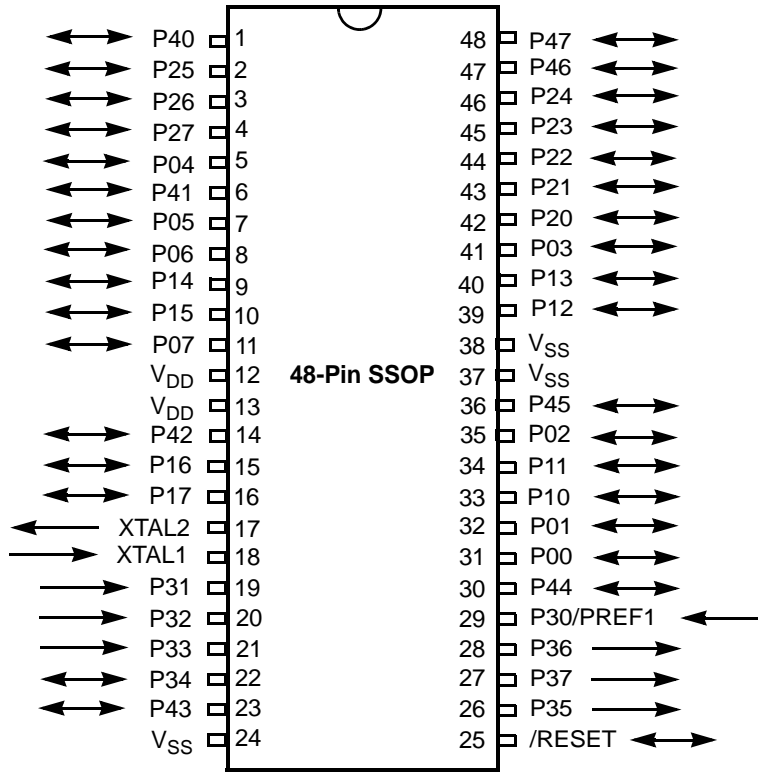 P40 1 48 P47
P25 2 47 P46
P26 3 46 P24
P27 4 45 P23
P04 5 44 P22
P41 6 43 P21
P05 7 42 P20
P06 8 41 P03
P14 9 40 P13
P15 10 39 P12
P07 11 38 VSS
VDD 12 48-Pin SSOP 37 VSS
VDD 13 36 P45
P42 14 35 P02
P16 15 34 P11
P17 16 33 P10
XTAL2 17 32 P01
XTAL1 18 31 P00
P31 19 30 P44
P32 20 29 P30/PREF1
P33 21 28 P36
P34 22 27 P37
P43 23 26 P35
VSS 24 25 /RESET